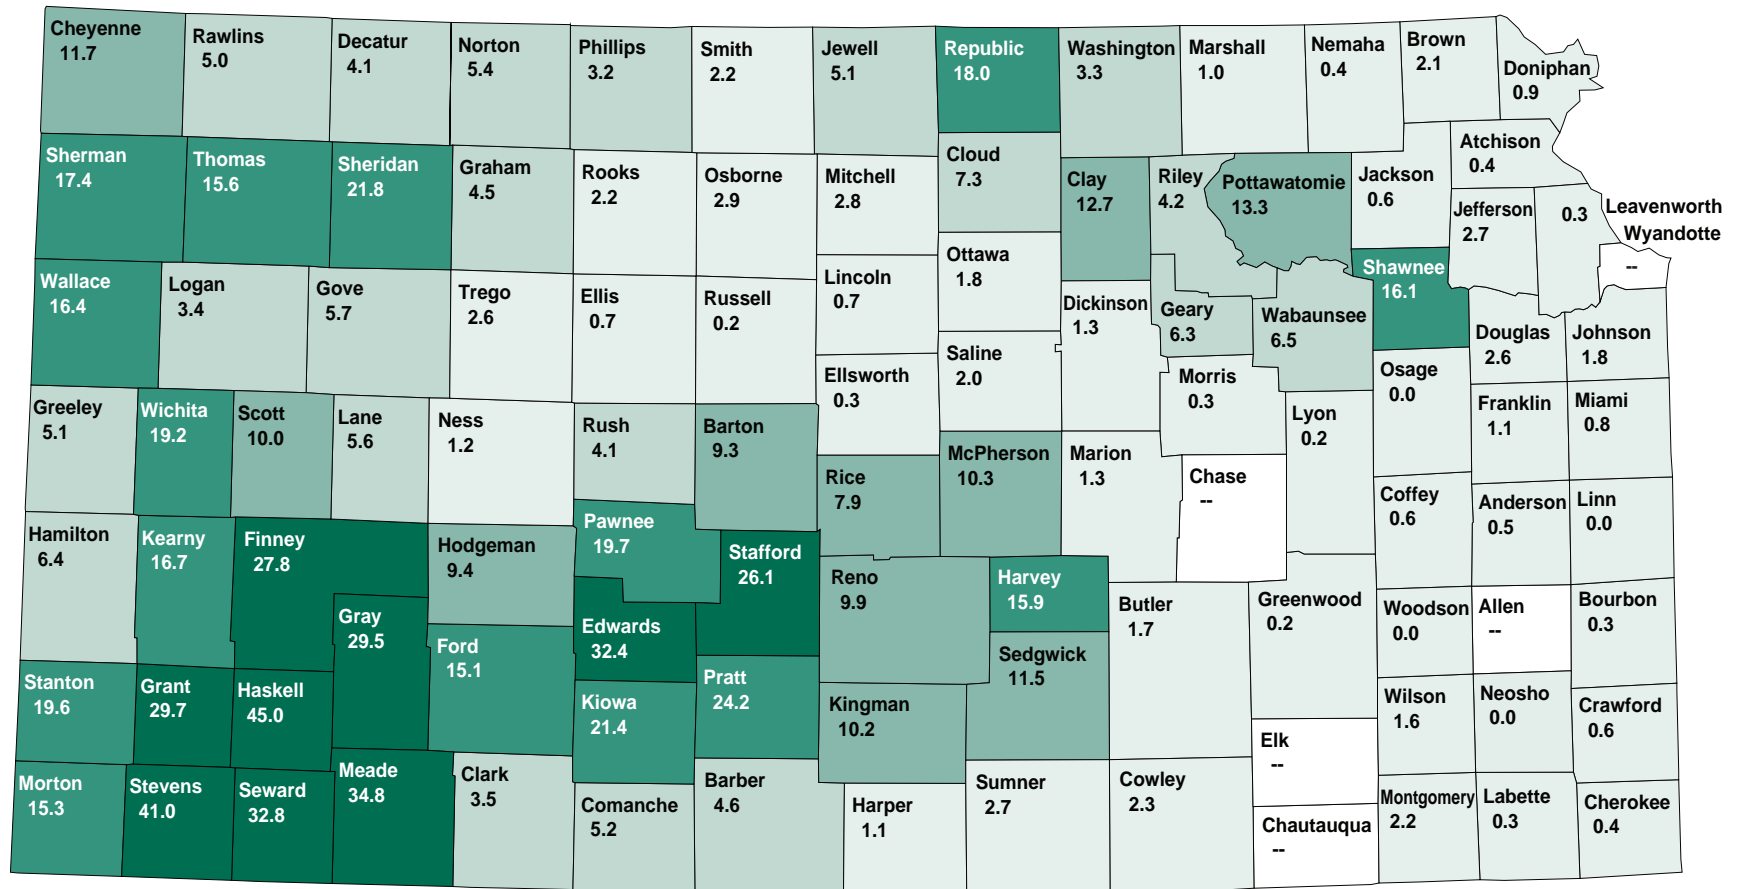 Cheyenne
11.7
Rawlins
5.0
Decatur
4.1
Norton
5.4
Phillips
3.2
Smith
2.2
Jewell
5.1
Republic
18.0
Washington
3.3
Marshall
1.0
Nemaha
0.4
Brown
2.1
Doniphan
0.9
Sherman
17.4
Thomas
15.6
Sheridan
21.8
Graham
4.5
Rooks
2.2
Osborne
2.9
Mitchell
2.8
Cloud
7.3
Clay
12.7
Riley
4.2
Pottawatomie
13.3
Jackson
0.6
Atchison
0.4
Jefferson
2.7
0.3
Leavenworth
Wyandotte
--
Wallace
16.4
Logan
3.4
Gove
5.7
Trego
2.6
Ellis
0.7
Russell
0.2
Lincoln
0.7
Ottawa
1.8
Dickinson
1.3
Geary
6.3
Wabaunsee
6.5
Shawnee
16.1
Douglas
2.6
Johnson
1.8
Saline
2.0
Ellsworth
0.3
Morris
0.3
Osage
0.0
Greeley
5.1
Wichita
19.2
Scott
10.0
Lane
5.6
Ness
1.2
Rush
4.1
Barton
9.3
Rice
7.9
McPherson
10.3
Marion
1.3
Chase
--
Lyon
0.2
Franklin
1.1
Miami
0.8
Coffey
0.6
Anderson
0.5
Linn
0.0
Hamilton
6.4
Kearny
16.7
Finney
27.8
Hodgeman
9.4
Pawnee
19.7
Stafford
26.1
Reno
9.9
Harvey
15.9
Butler
1.7
Greenwood
0.2
Woodson
0.0
Allen
--
Bourbon
0.3
Gray
29.5
Ford
15.1
Edwards
32.4
Sedgwick
11.5
Stanton
19.6
Grant
29.7
Haskell
45.0
Kiowa
21.4
Pratt
24.2
Kingman
10.2
Elk
--
Wilson
1.6
Neosho
0.0
Crawford
0.6
Morton
15.3
Stevens
41.0
Seward
32.8
Meade
34.8
Clark
3.5
Comanche
5.2
Barber
4.6
Harper
1.1
Sumner
2.7
Cowley
2.3
Chautauqua
--
Montgomery
2.2
Labette
0.3
Cherokee
0.4